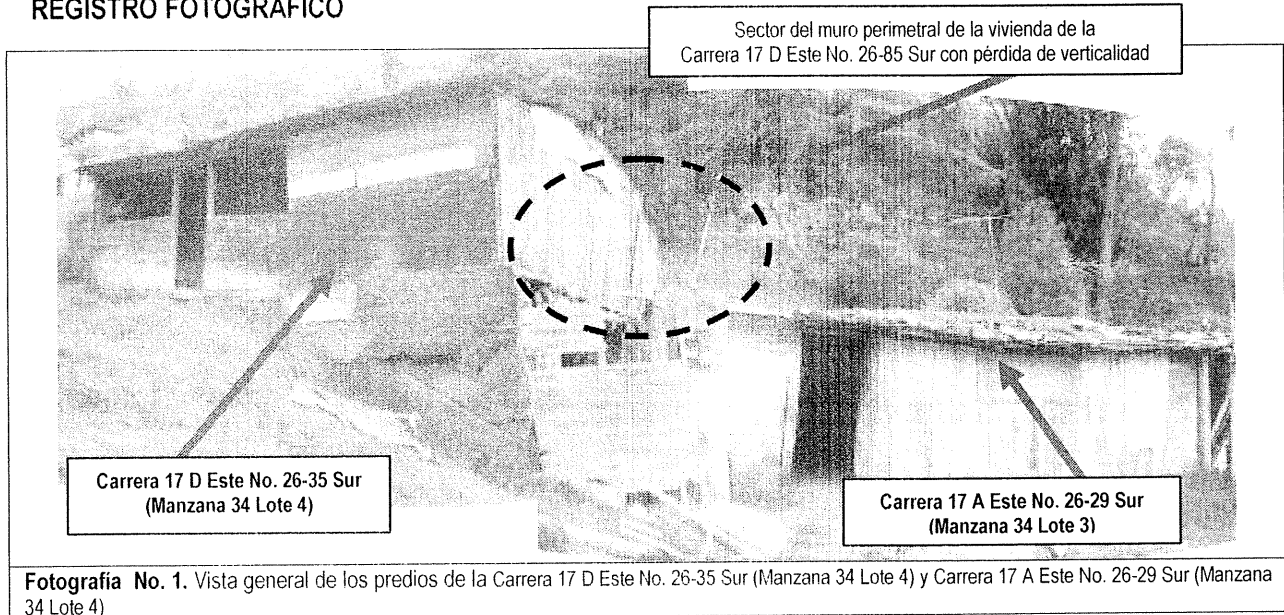 REGISTRO FOTOGRÁFICO
Sector del muro perimetral de la vivienda de la
Carrera 17 D Este No. 26-85 Sur con pérdida de verticalidad
Carrera 17 D Este No. 26-35 Sur
(Manzana 34 Lote 4)
Carrera 17 A Este No. 26-29 Sur
(Manzana 34 Lote 3)
Fotografía No. 1. Vista general de los predios de la Carrera 17 D Este No. 26-35 Sur (Manzana 34 Lote 4) y Carrera 17 A Este No. 26-29 Sur (Manzana
34 Lote 4)